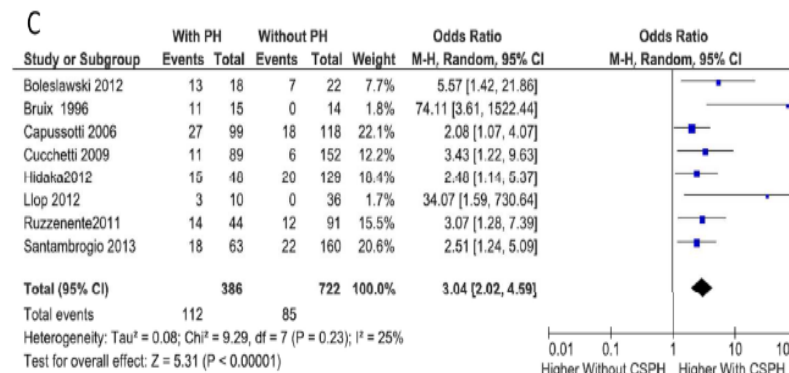 C
With PH Without PH Odds Ratio Odds Ratio
Study or Subgroup Events Total Events Total Weight M-H, Random, 95% CI M-H, Random, 95% CI
Boleslawski 2012 13 18 7 22 7.7% 5.57 [1.42, 21.86]
Bruix 1996 11 15 0 14 1.8% 74.11 [3.61, 1522.44]
Capussotti 2006 27 99 18 118 22.1% 2.08 [1.07, 4.07]
Cucchetti 2009 11 89 6 152 12.2% 3.43 [1.22, 9.63]
Hidaka2012 15 48 20 129 18.4% 2.48 [1.14, 5.37]
Llop 2012 3 10 0 36 1.7% 34.07 [1.59, 730.64]
Ruzzenente2011 14 44 12 91 15.5% 3.07 [1.28, 7.39]
Santambrogio 2013 18 63 22 160 20.6% 2.51 [1.24, 5.09]
Total (95% CI) 386 722 100.0% 3.04 [2.02, 4.59]
Total events 112 85
Heterogeneity: Tau² = 0.08; Chi² = 9.29, df = 7 (P = 0.23); I² = 25%
Test for overall effect: Z = 5.31 (P < 0.00001)
0.01 0.1 1 10
Higher Without CSPH Higher With CSPH